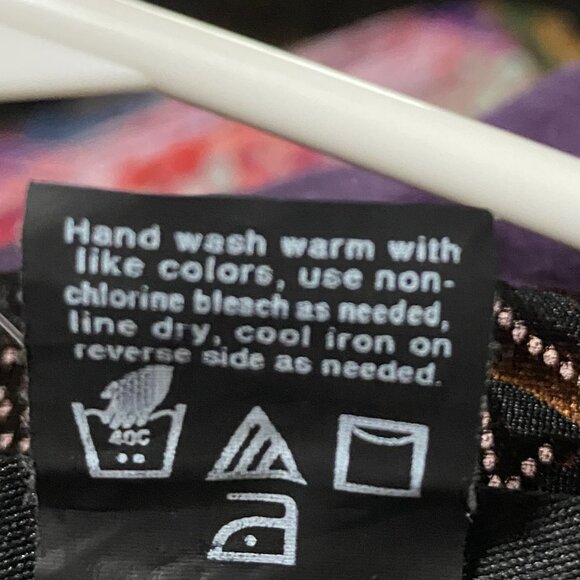 Hand wash warm with
like colors, use non-
chlorine bleach as needed,
line dry, cool iron on
reverse side as needed.
40C